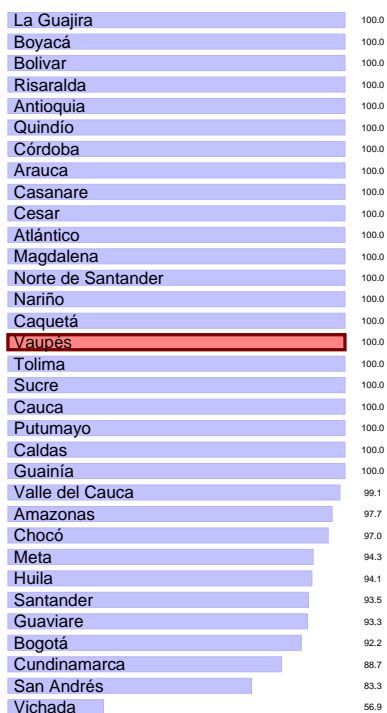 La Guajira 100.0
Boyacá 100.0
Bolivar 100.0
Risaralda 100.0
Antioquia 100.0
Quindío 100.0
Córdoba 100.0
Arauca 100.0
Casanare 100.0
Cesar 100.0
Atlántico 100.0
Magdalena 100.0
Norte de Santander 100.0
Nariño 100.0
Caquetá 100.0
Vaupés 100.0
Tolima 100.0
Sucre 100.0
Cauca 100.0
Putumayo 100.0
Caldas 100.0
Guainía 100.0
Valle del Cauca 99.1
Amazonas 97.7
Chocó 97.0
Meta 94.3
Huila 94.1
Santander 93.5
Guaviare 93.3
Bogotá 92.2
Cundinamarca 88.7
San Andrés 83.3
Vichada 56.9